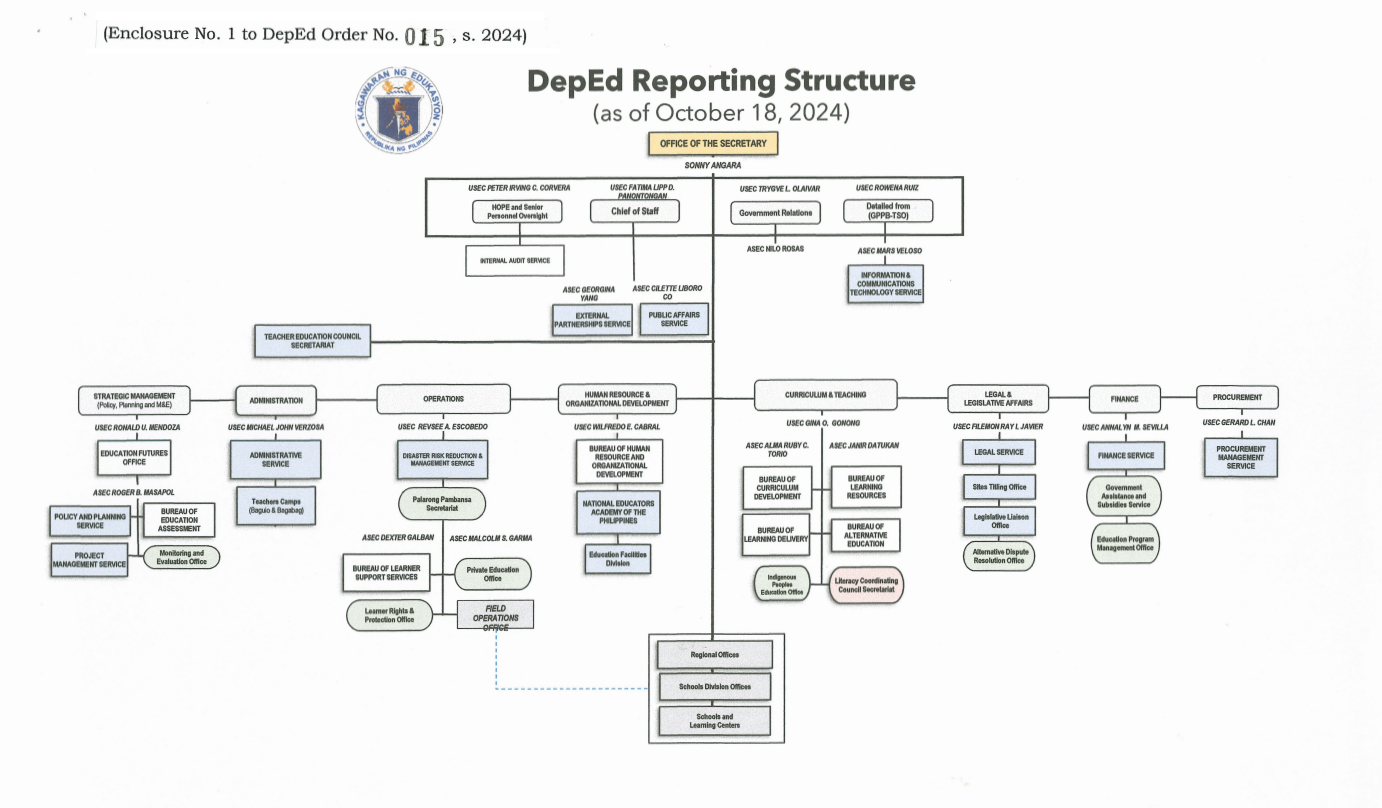 (Enclosure No. 1 to DepEd Order No. 015 , s. 2024)
KAGAWARAN NG EDUKASYON
REPUBLIKA NG PILIPINAS
DepEd Reporting Structure
(as of October 18, 2024)
OFFICE OF THE SECRETARY
SONNY ANGARA
USEC PETER IRVING C. CORVERA
HOPE and Senior
Personnel Oversight
INTERNAL AUDIT SERVICE
USEC FATIMA LIPP D.
PANONTONGAN
Chief of Staff
ASEC GEORGINA
YANG
EXTERNAL
PARTNERSHIPS SERVICE
ASEC CILETTE LIBORO
CO
PUBLIC AFFAIRS
SERVICE
USEC TRYGVE L. OLAIVAR
Government Relations
ASEC NILO ROSAS
USEC ROWENA RUIZ
Detailed from
(GPPB-TSO)
ASEC MARS VELOSO
INFORMATION &
COMMUNICATIONS
TECHNOLOGY SERVICE
TEACHER EDUCATION COUNCIL
SECRETARIAT
STRATEGIC MANAGEMENT
(Policy, Planning and M&E)
USEC RONALD U. MENDOZA
EDUCATION FUTURES
OFFICE
ASEC ROGER B. MASAPOL
POLICY AND PLANNING
SERVICE
BUREAU OF
EDUCATION
ASSESSMENT
PROJECT
MANAGEMENT SERVICE
Monitoring and
Evaluation Office
ADMINISTRATION
USEC MICHAEL JOHN VERZOSA
ADMINISTRATIVE
SERVICE
Teachers Camps
(Baguio & Bagabag)
OPERATIONS
USEC REVSEE A. ESCOBEDO
DISASTER RISK REDUCTION &
MANAGEMENT SERVICE
Palarong Pambansa
Secretariat
ASEC DEXTER GALBAN
ASEC MALCOLM S. GARMA
BUREAU OF LEARNER
SUPPORT SERVICES
Private Education
Office
Learner Rights &
Protection Office
FIELD
OPERATIONS
OFFICE
HUMAN RESOURCE &
ORGANIZATIONAL DEVELOPMENT
USEC WILFREDO E. CABRAL
BUREAU OF HUMAN
RESOURCE AND
ORGANIZATIONAL
DEVELOPMENT
NATIONAL EDUCATORS
ACADEMY OF THE
PHILIPPINES
Education Facilities
Division
CURRICULUM & TEACHING
USEC GINA O. GONONG
ASEC ALMA RUBY C.
TORIO
ASEC JANIR DATUKAN
BUREAU OF
CURRICULUM
DEVELOPMENT
BUREAU OF
LEARNING
RESOURCES
BUREAU OF
LEARNING DELIVERY
BUREAU OF
ALTERNATIVE
EDUCATION
Indigenous
Peoples
Education Office
Literacy Coordinating
Council Secretariat
LEGAL &
LEGISLATIVE AFFAIRS
USEC FILEMON RAY L JAVIER
LEGAL SERVICE
Sites Titling Office
Legislative Liaison
Office
Alternative Dispute
Resolution Office
FINANCE
USEC ANNALYN M. SEVILLA
FINANCE SERVICE
Government
Assistance and
Subsidies Service
Education Program
Management Office
PROCUREMENT
USEC GERARD L. CHAN
PROCUREMENT
MANAGEMENT
SERVICE
Regional Offices
Schools Division Offices
Schools and
Learning Centers